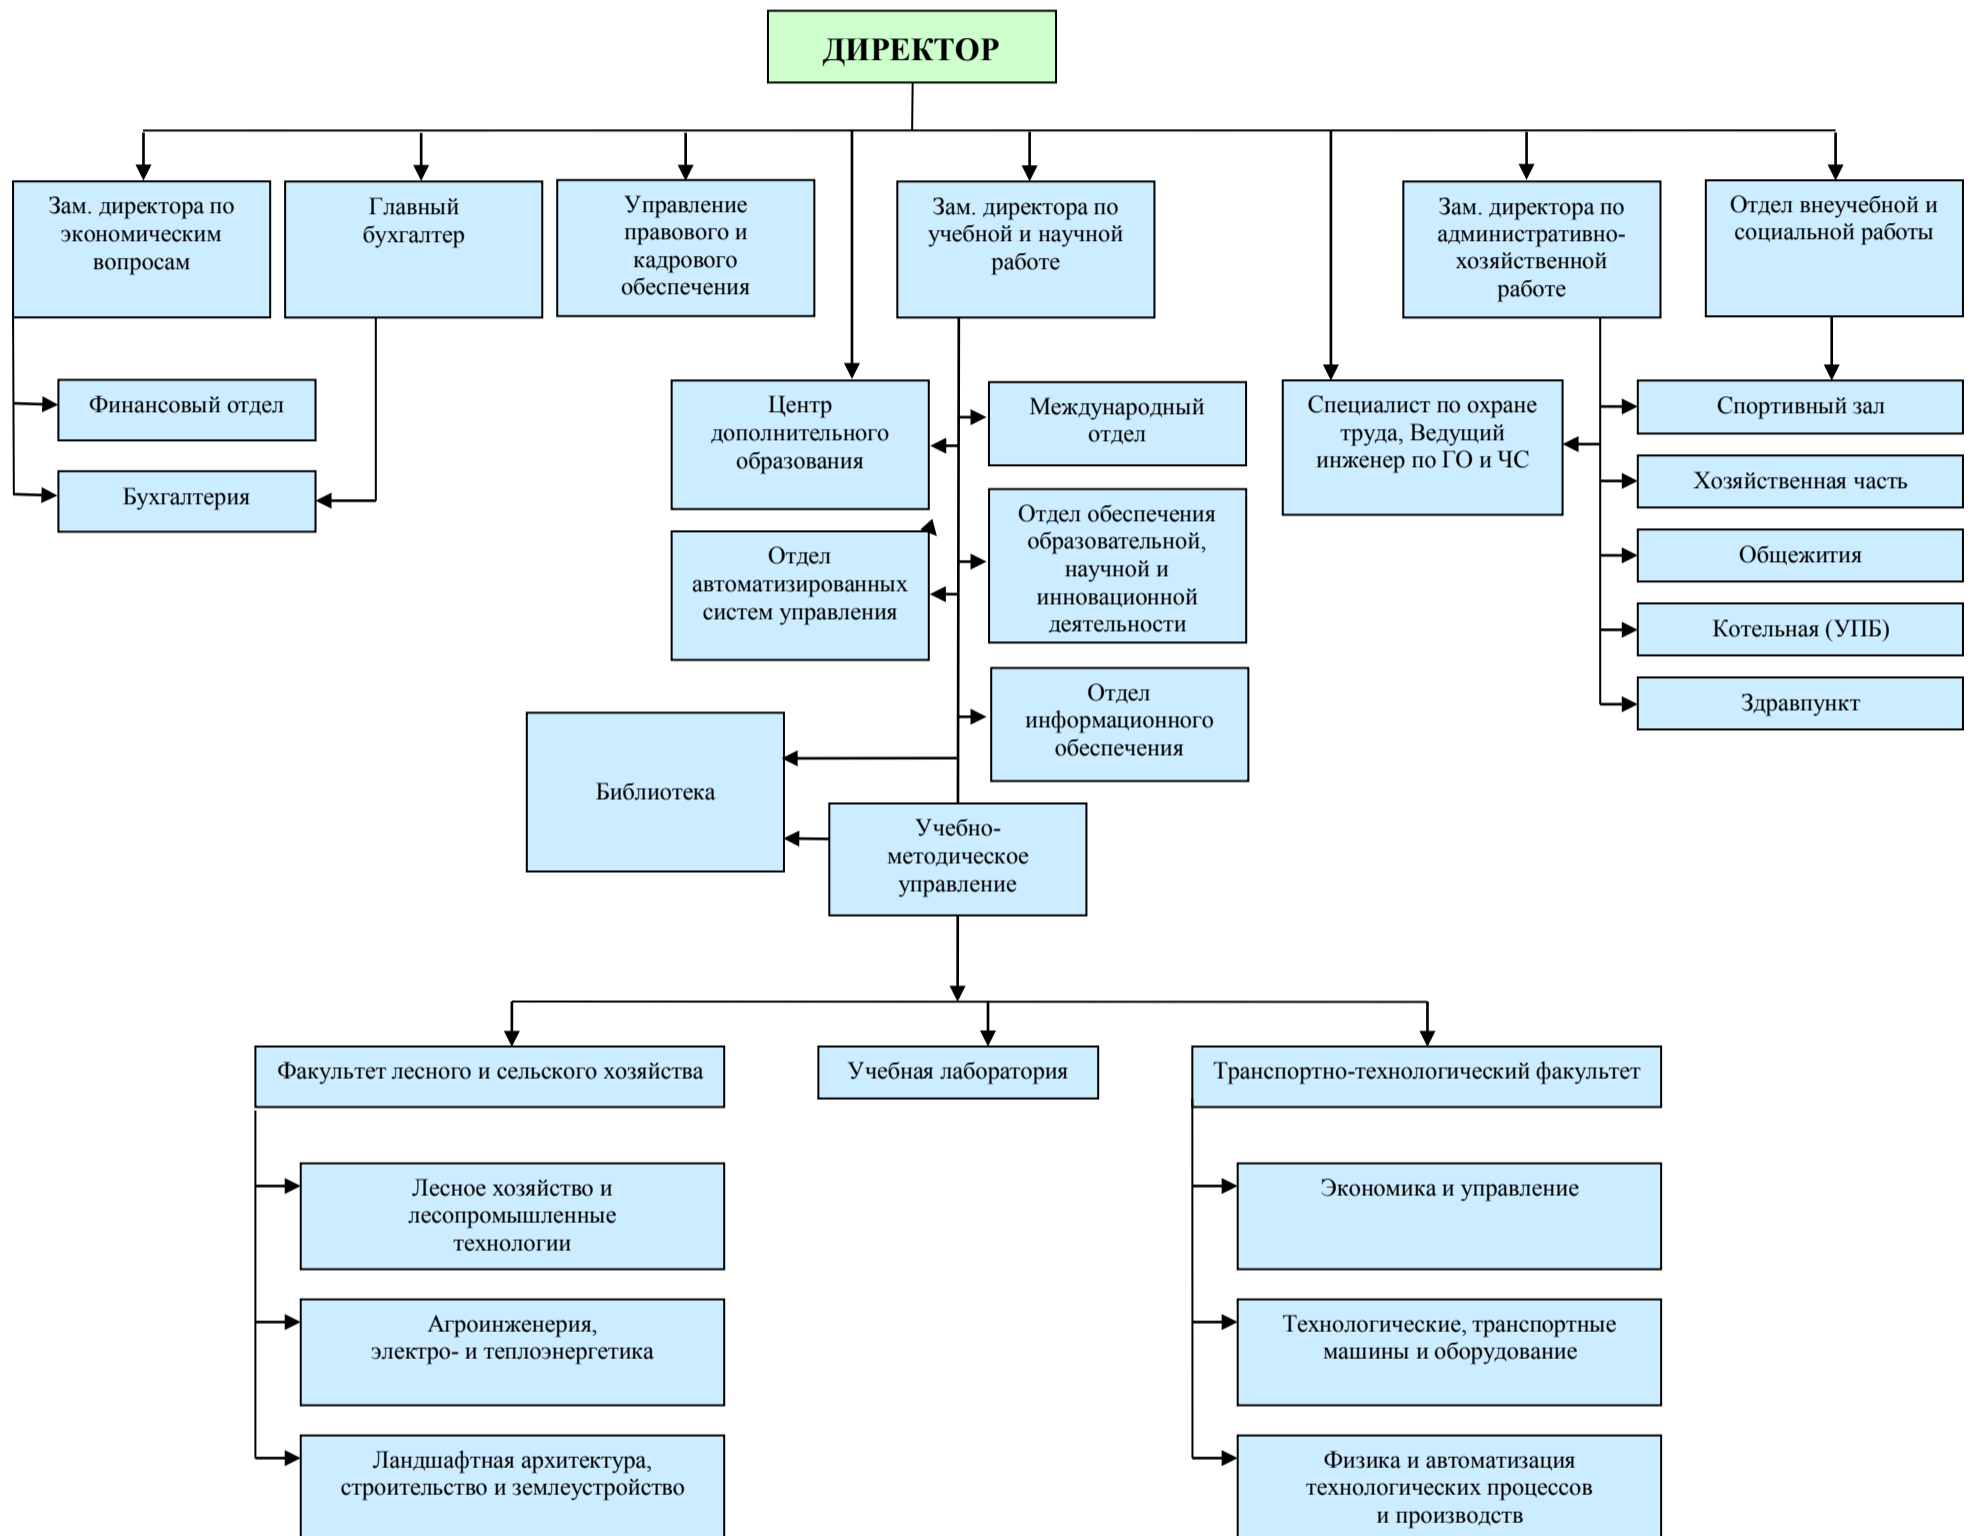 ДИРЕКТОР
Зам. директора по
экономическим
вопросам
Главный
бухгалтер
Управление
правового и
кадрового
обеспечения
Зам. директора по
учебной и научной
работе
Зам. директора по
административно-
хозяйственной
работе
Отдел внеучебной и
социальной работы
Финансовый отдел
Бухгалтерия
Центр
дополнительного
образования
Международный
отдел
Специалист по охране
труда, Ведущий
инженер по ГО и ЧС
Спортивный зал
Хозяйственная часть
Общежития
Котельная (УПБ)
Здравпункт
Отдел
автоматизированных
систем управления
Отдел обеспечения
образовательной,
научной и
инновационной
деятельности
Отдел
информационного
обеспечения
Библиотека
Учебно-
методическое
управление
Факультет лесного и сельского хозяйства
Учебная лаборатория
Транспортно-технологический факультет
Лесное хозяйство и
лесопромышленные
технологии
Агроинженерия,
электро- и теплоэнергетика
Ландшафтная архитектура,
строительство и землеустройство
Экономика и управление
Технологические, транспортные
машины и оборудование
Физика и автоматизация
технологических процессов
и производств